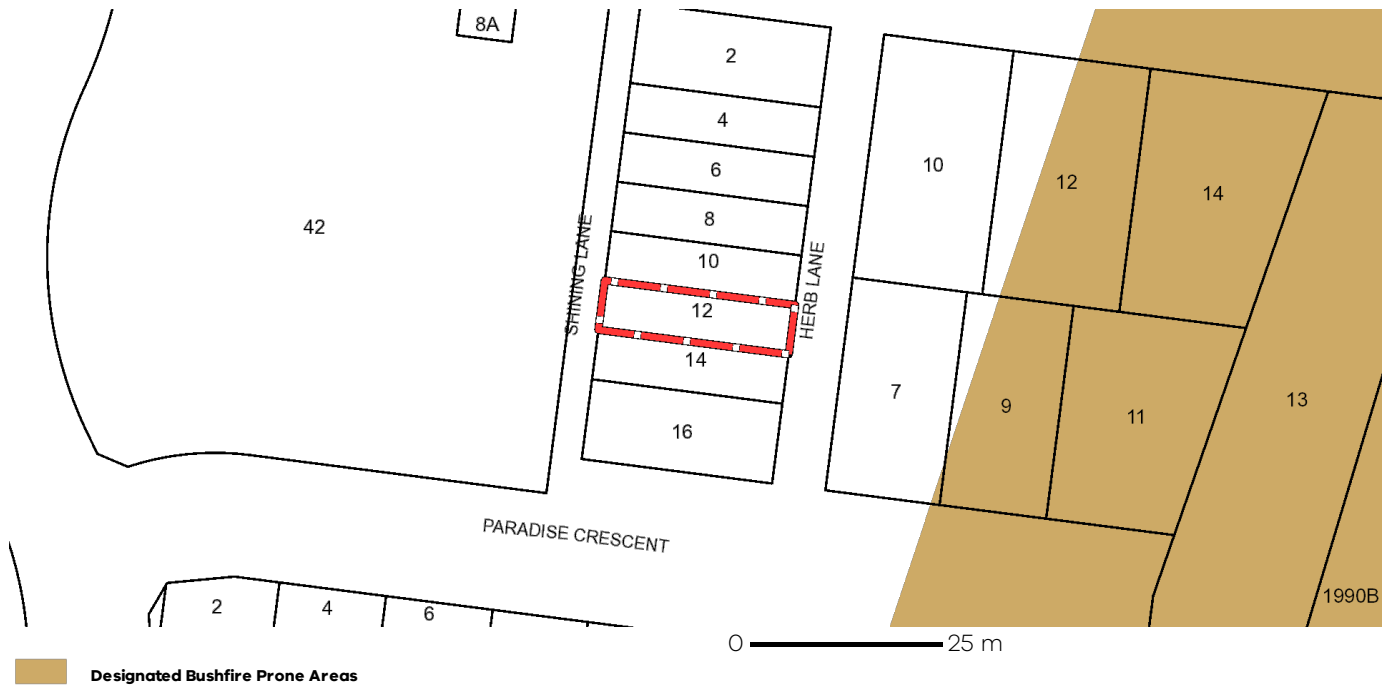 8A
2
4
6
8
10
12
14
16
42
SHINING LANE
HERB LANE
10
12
14
7
9
11
13
1990B
PARADISE CRESCENT
2
4
6
0
25 m
Designated Bushfire Prone Areas